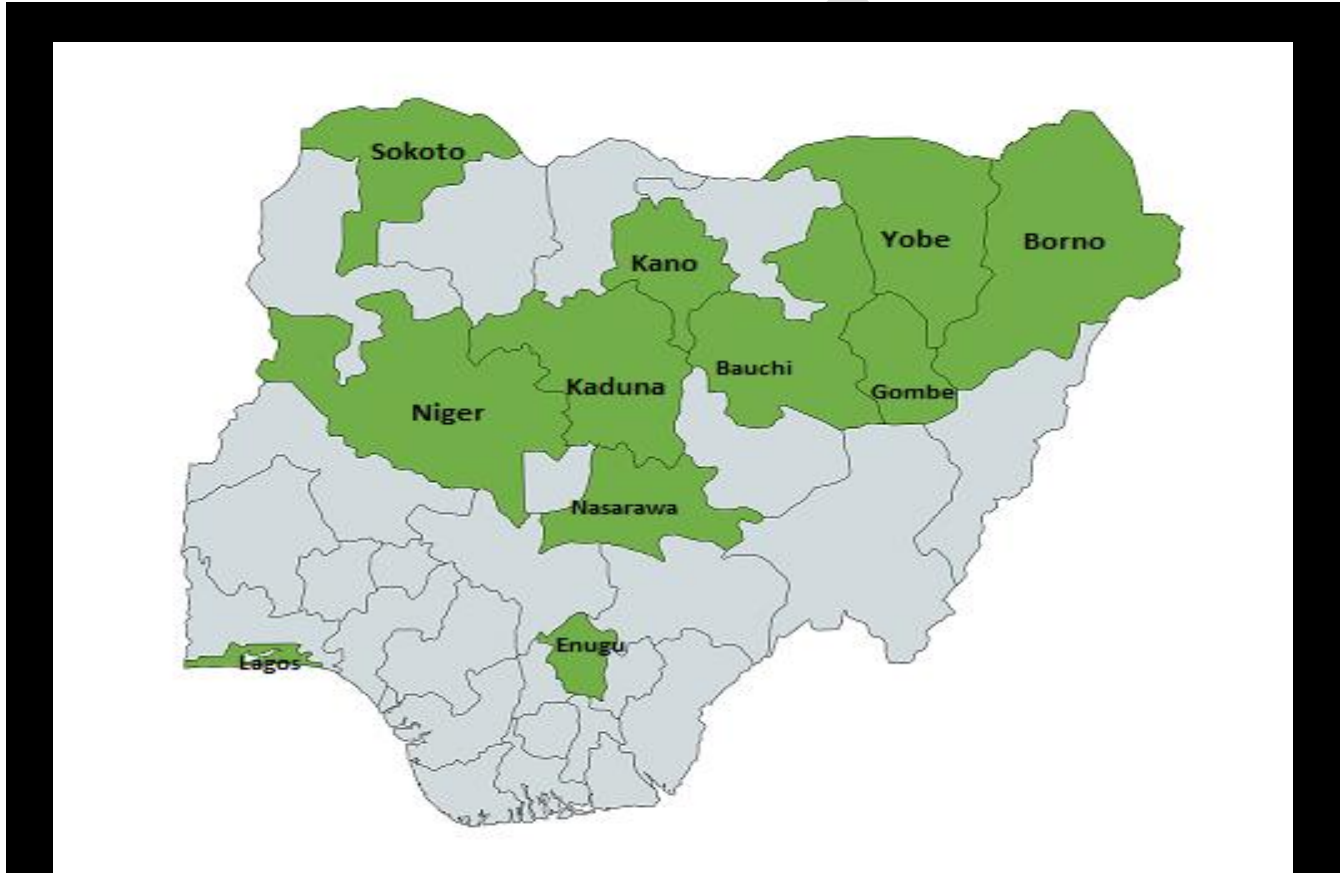 Sokoto
Yobe
Borno
Kano
Bauchi
Kaduna
Gombe
Niger
Nasarawa
Enugu
Lagos